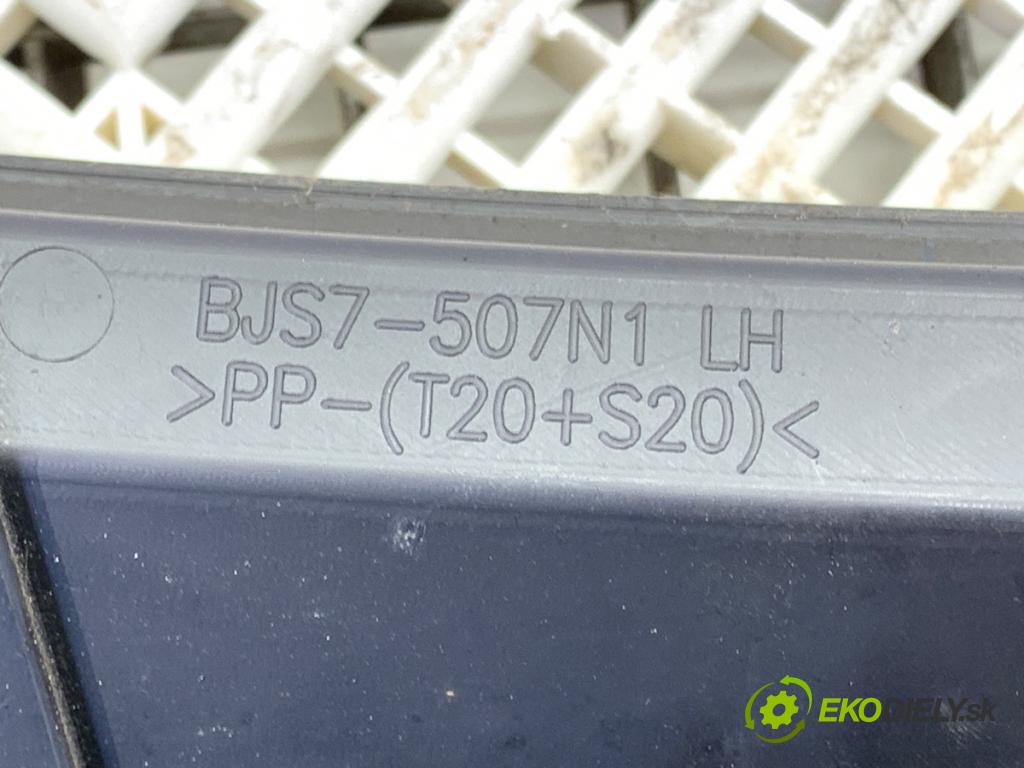 BJS7-507N1 LH
>PP-(T20+S20)<
EKODIELY.sk